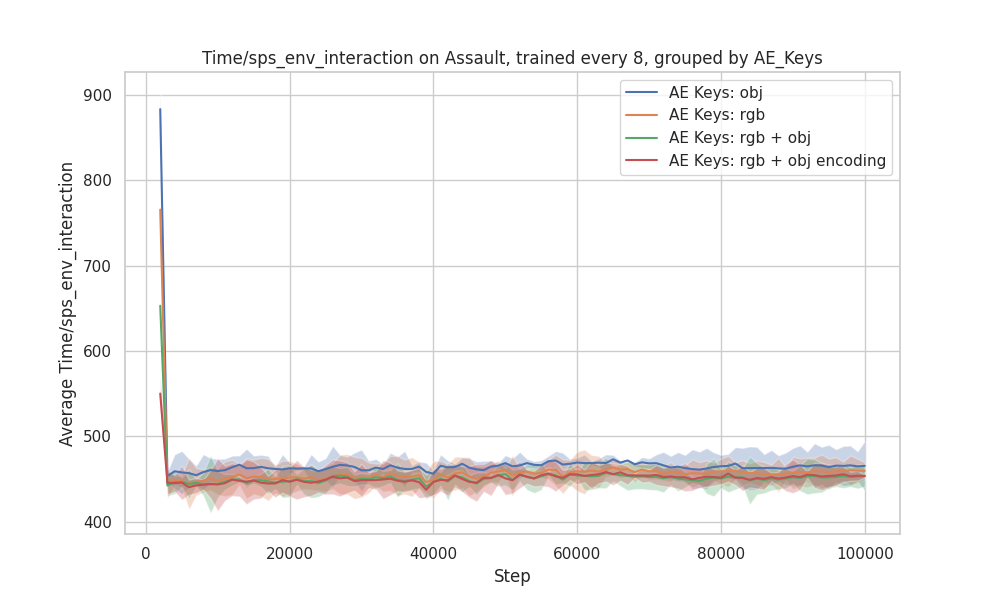 Time/sps_env_interaction on Assault, trained every 8, grouped by AE_Keys
Average Time/sps_env_interaction
900
800
700
600
500
400
AE Keys: obj
AE Keys: rgb
AE Keys: rgb + obj
AE Keys: rgb + obj encoding
0
20000
40000
60000
80000
100000
Step